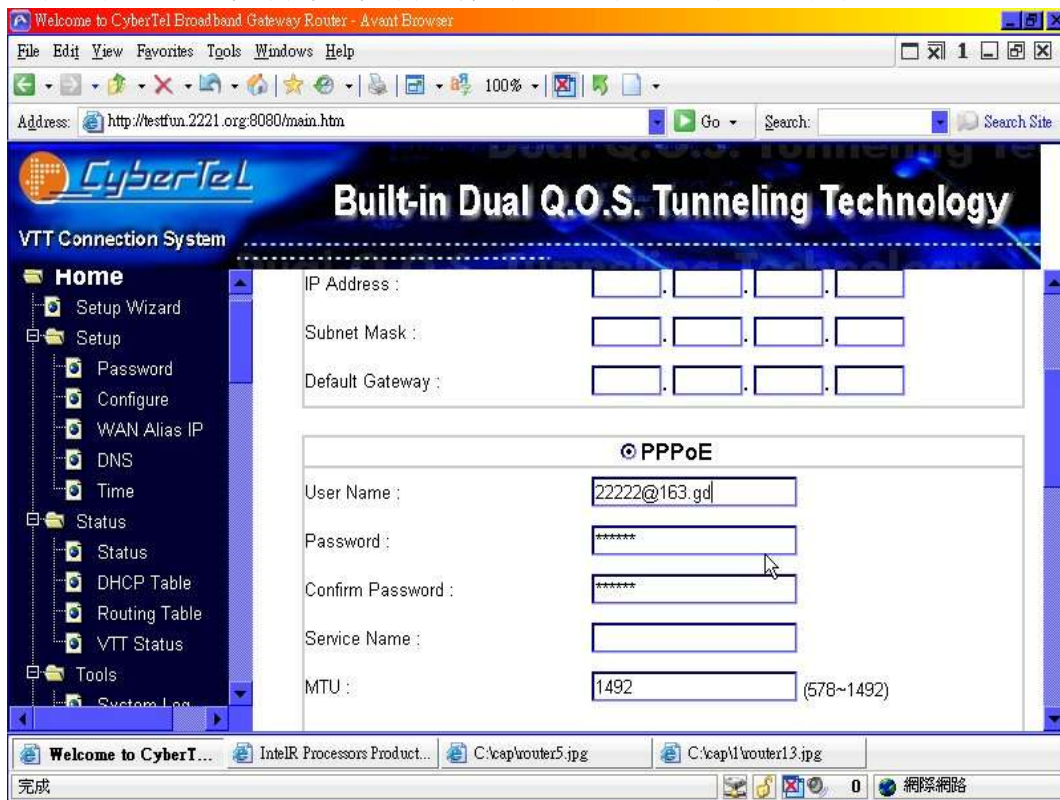 Welcome to CyberTel Broadband Gateway Router - Avant Browser
File Edit View Favorites Tools Windows Help
1
100%
Address: http://testfun.2221.org:8080/main.htm Go Search: Search Site
CyberTeL
Built-in Dual Q.O.S. Tunneling Technology
VTT Connection System
Home
Setup Wizard
Setup
Password
Configure
WAN Alias IP
DNS
Time
Status
Status
DHCP Table
Routing Table
VTT Status
Tools
System Log
IP Address :
Subnet Mask :
Default Gateway :
PPPoE
User Name : 22222@163.gd
Password : ******
Confirm Password : ******
Service Name :
MTU : 1492 (578~1492)
Welcome to CyberT... IntelR Processors Product... C:\cap\router5.jpg C:\cap\1\router13.jpg
完成 0 網際網路